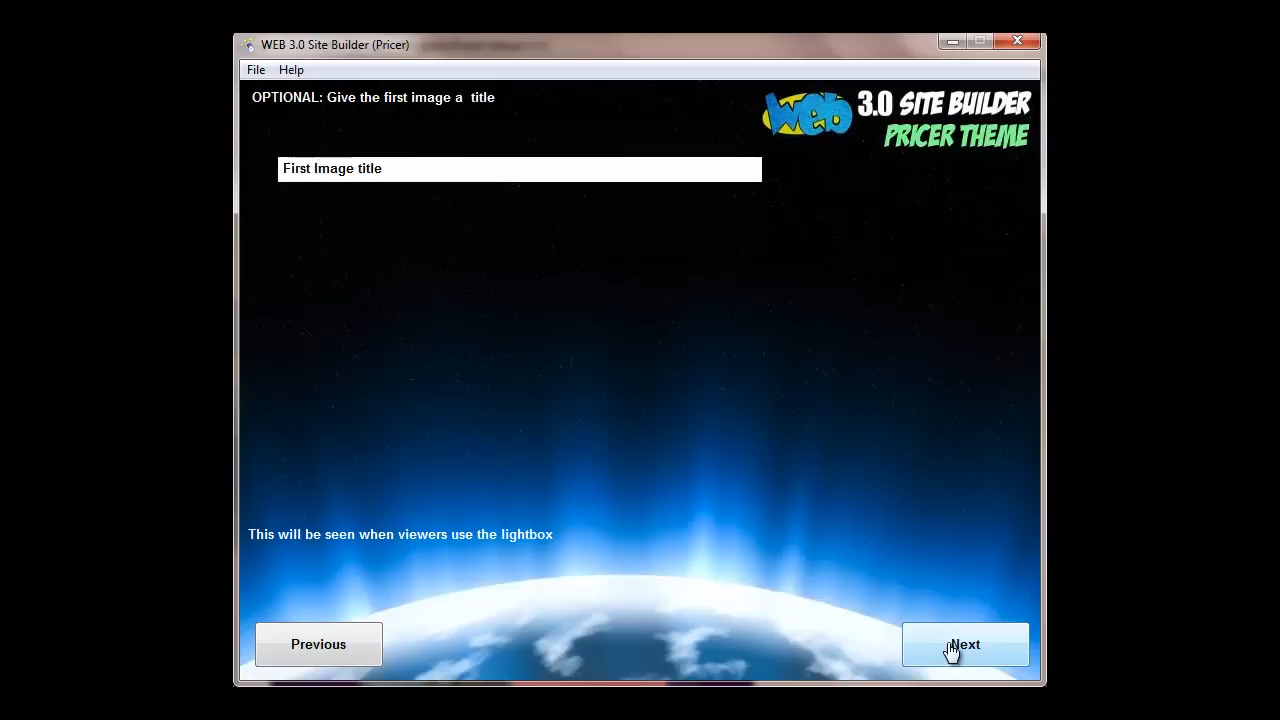 WEB 3.0 Site Builder (Pricer)
File Help
OPTIONAL: Give the first image a  title
Web 3.0 SITE BUILDER
PRICER THEME
First Image title
This will be seen when viewers use the lightbox
Previous
Next